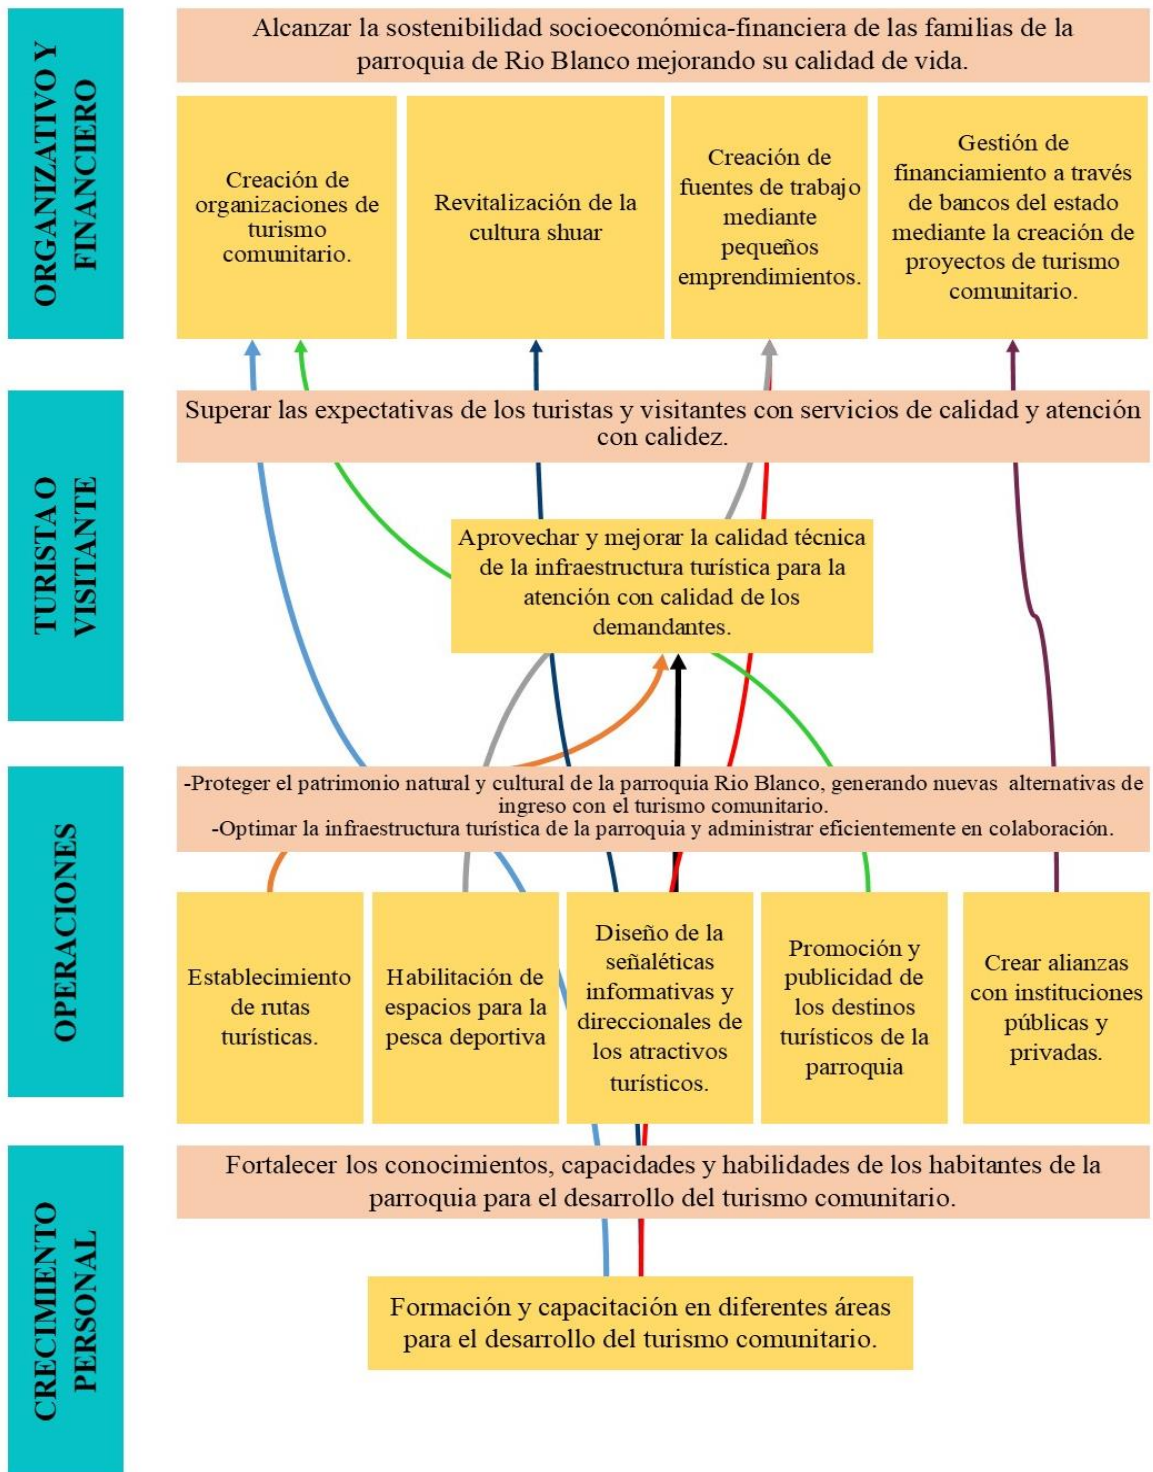 ORGANIZATIVO Y
FINANCIERO
Alcanzar la sostenibilidad socioeconómica-financiera de las familias de la
parroquia de Rio Blanco mejorando su calidad de vida.
Creación de
organizaciones de
turismo
comunitario.
Revitalización de la
cultura shuar
Creación de
fuentes de trabajo
mediante
pequeños
emprendimientos.
Gestión de
financiamiento a través
de bancos del estado
mediante la creación de
proyectos de turismo
comunitario.
TURISTA O
VISITANTE
Superar las expectativas de los turistas y visitantes con servicios de calidad y atención
con calidez.
Aprovechar y mejorar la calidad técnica
de la infraestructura turística para la
atención con calidad de los
demandantes.
OPERACIONES
-Proteger el patrimonio natural y cultural de la parroquia Rio Blanco, generando nuevas alternativas de
ingreso con el turismo comunitario.
-Optimar la infraestructura turística de la parroquia y administrar eficientemente en colaboración.
Establecimiento
de rutas
turísticas.
Habilitación de
espacios para la
pesca deportiva
Diseño de la
señaléticas
informativas y
direccionales de
los atractivos
turísticos.
Promoción y
publicidad de
los destinos
turísticos de la
parroquia
Crear alianzas
con instituciones
públicas y
privadas.
CRECIMIENTO
PERSONAL
Fortalecer los conocimientos, capacidades y habilidades de los habitantes de la
parroquia para el desarrollo del turismo comunitario.
Formación y capacitación en diferentes áreas
para el desarrollo del turismo comunitario.